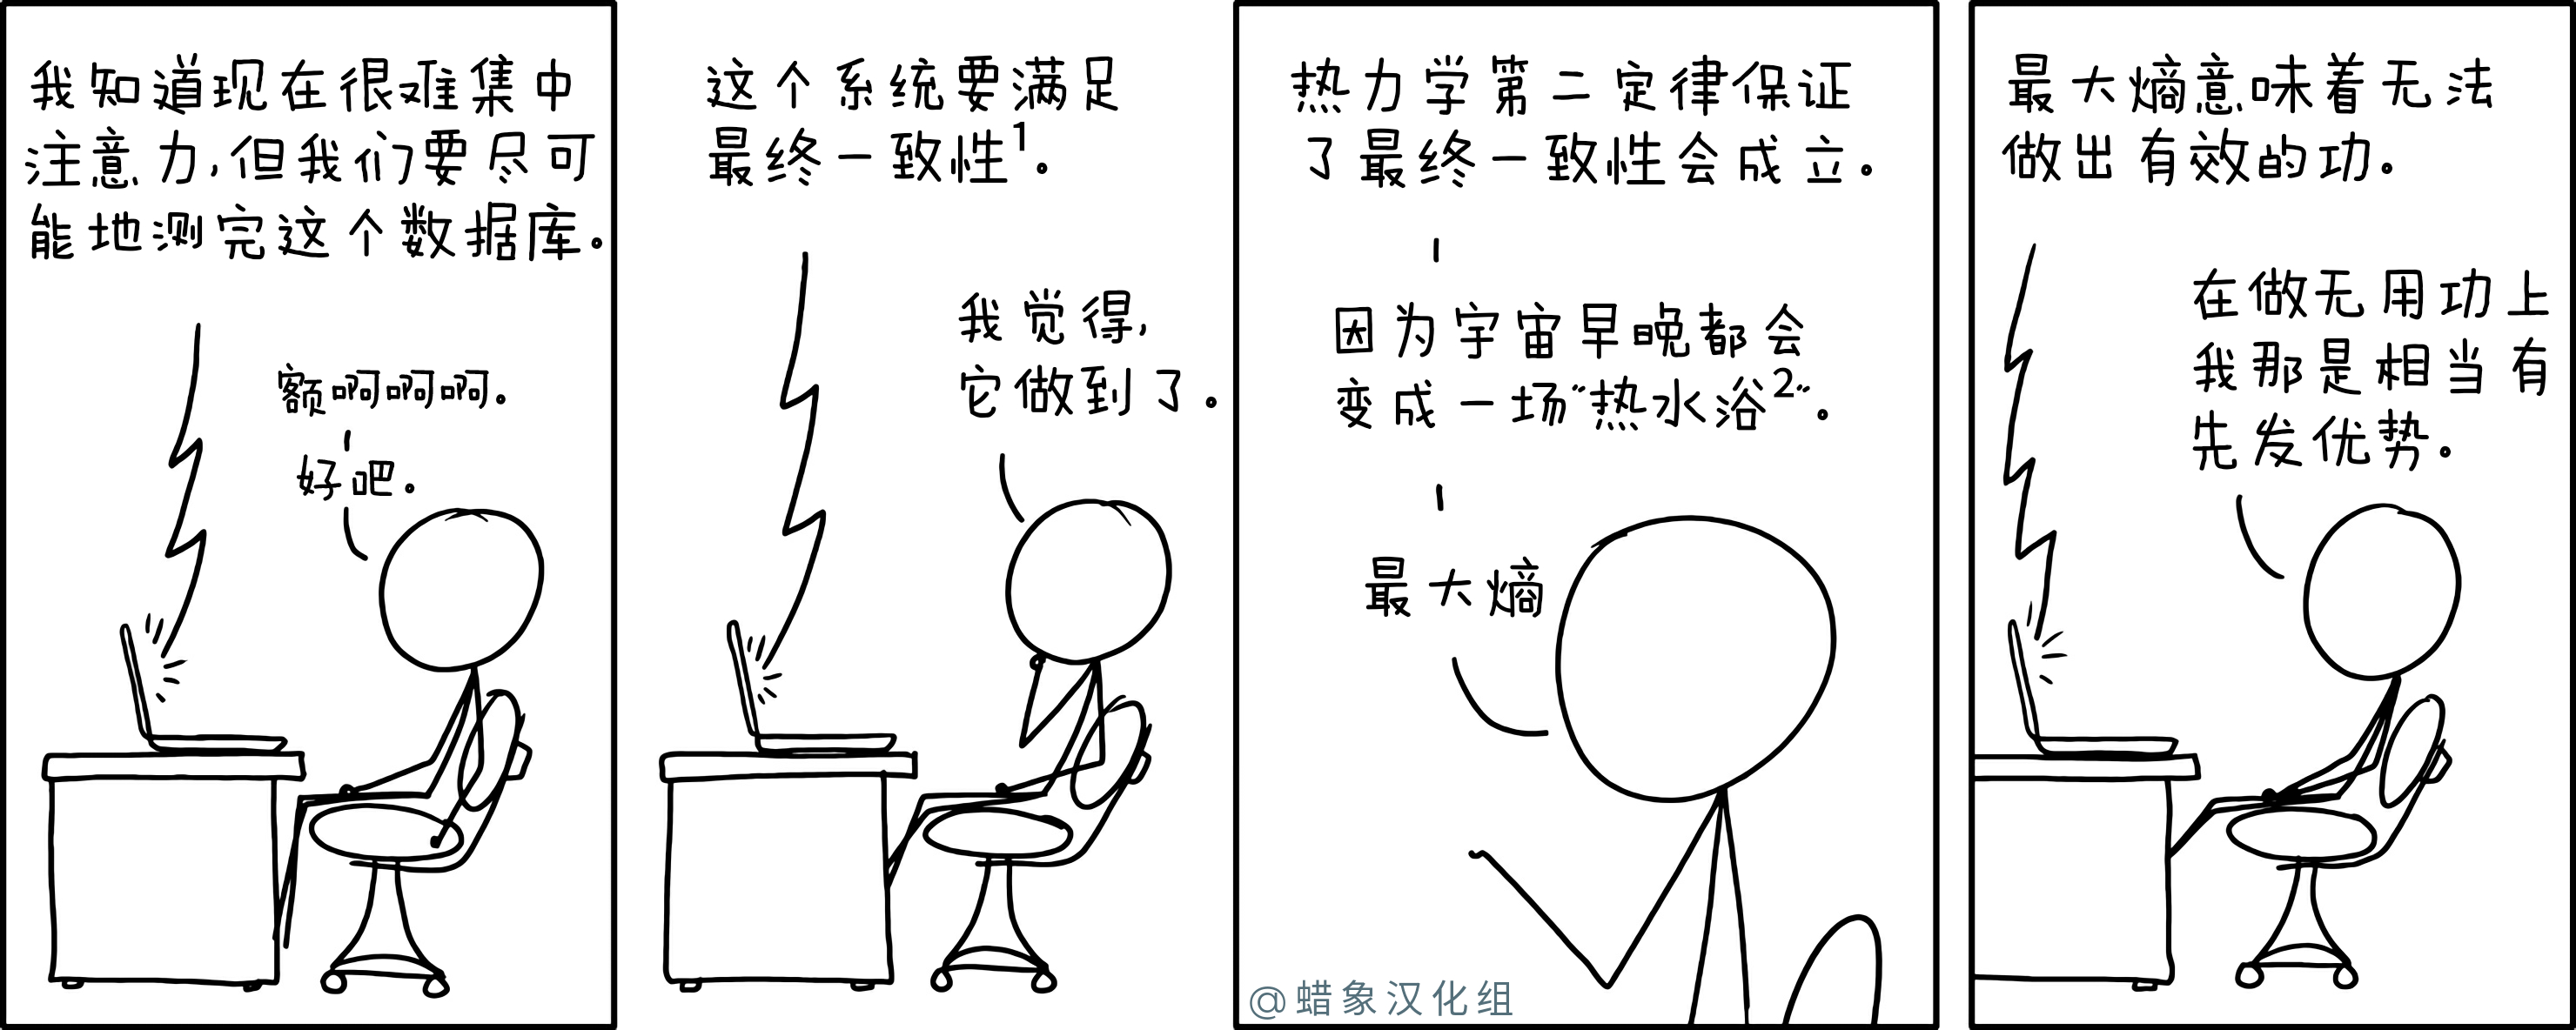 我知道现在很难集中
注意力,但我们要尽可
能地测完这个数据库。
额啊啊啊。
好吧。
这个系统要满足
最终一致性1。
我觉得,
它做到了。
热力学第二定律保证
了最终一致性会成立。
因为宇宙早晚都会
变成一场“热水浴2”。
最大熵
最大熵意味着无法
做出有效的功。
在做无用功上
我那是相当有
先发优势。
@蜡象汉化组